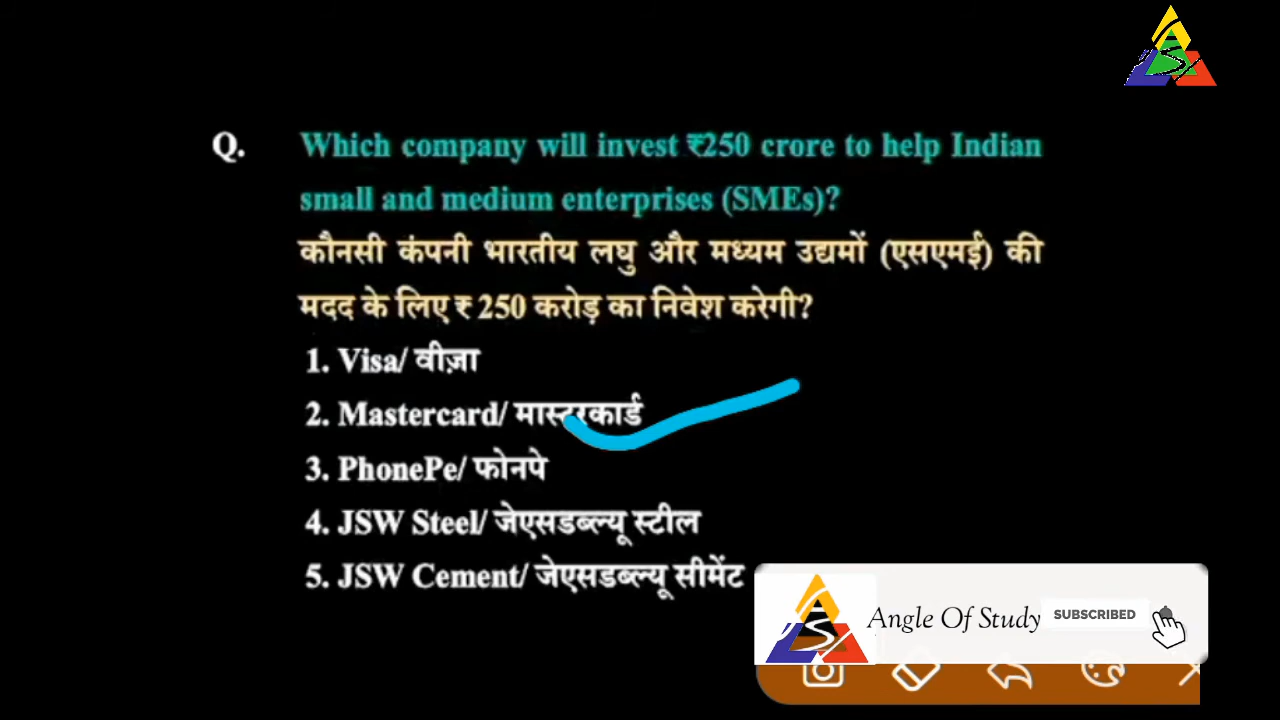 Q. Which company will invest ₹250 crore to help Indian
small and medium enterprises (SMEs)?
कौनसी कंपनी भारतीय लघु और मध्यम उद्यमों (एसएमई) की
मदद के लिए ₹ 250 करोड़ का निवेश करेगी?
1. Visa/ वीज़ा
2. Mastercard/ मास्टरकार्ड
3. PhonePe/ फोनपे
4. JSW Steel/ जेएसडब्ल्यू स्टील
5. JSW Cement/ जेएसडब्ल्यू सीमेंट
Angle Of Study SUBSCRIBED